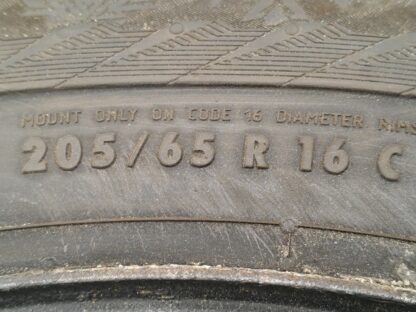 MOUNT ONLY ON CODE 16 DIAMETER RIMS
205/65 R 16 C